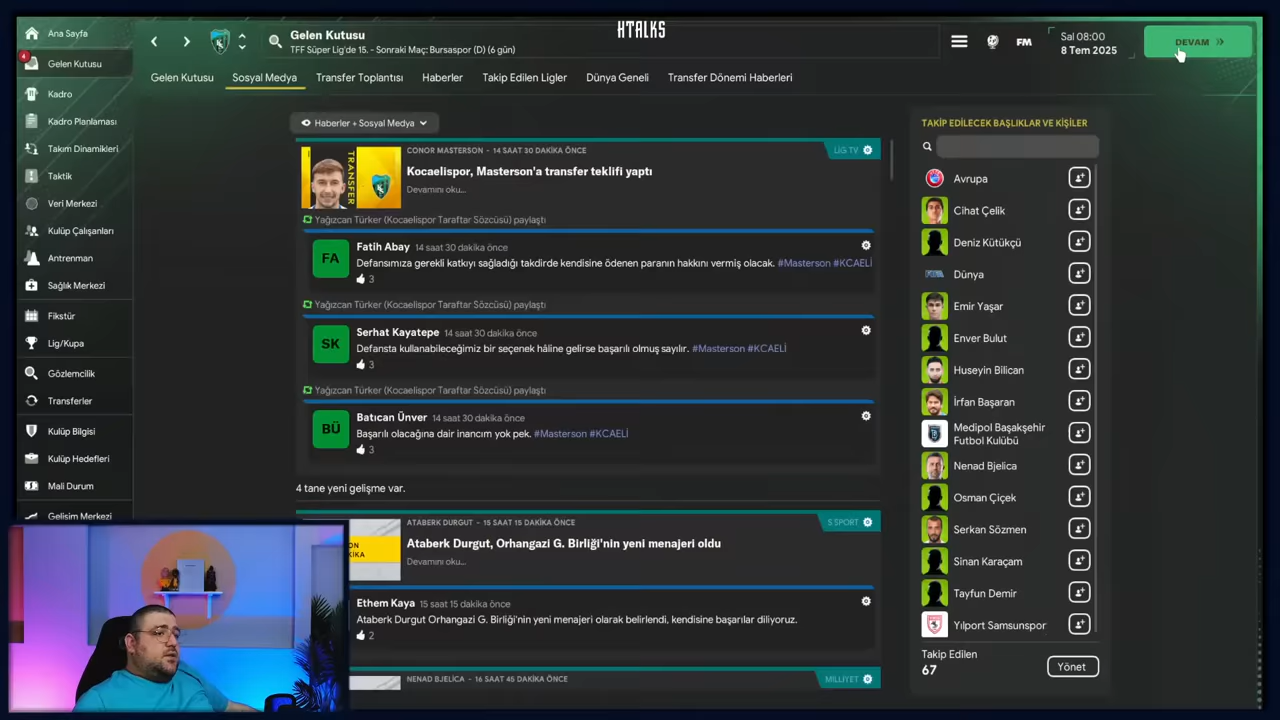 HTALKS
Ana Sayfa
4
Gelen Kutusu
Kadro
Kadro Planlaması
Takım Dinamikleri
Taktik
Veri Merkezi
Kulüp Çalışanları
Antrenman
Sağlık Merkezi
Fikstür
Lig/Kupa
Gözlemcilik
Transferler
Kulüp Bilgisi
Kulüp Hedefleri
Mali Durum
Gelişim Merkezi
Gelen Kutusu
TFF Süper Lig'de 15. - Sonraki Maç: Bursaspor (D) (6 gün)
FM
Sal 08:00
8 Tem 2025
DEVAM
Gelen Kutusu
Sosyal Medya
Transfer Toplantısı
Haberler
Takip Edilen Ligler
Dünya Geneli
Transfer Dönemi Haberleri
Haberler + Sosyal Medya
TRANSFER
CONOR MASTERSON - 14 SAAT 30 DAKİKA ÖNCE
LİG TV
Kocaelispor, Masterson'a transfer teklifi yaptı
Devamını oku...
Yağızcan Türker (Kocaelispor Taraftar Sözcüsü) paylaştı
FA
Fatih Abay 14 saat 30 dakika önce
Defansımıza gerekli katkıyı sağladığı takdirde kendisine ödenen paranın hakkını vermiş olacak. #Masterson #KCAELİ
3
Yağızcan Türker (Kocaelispor Taraftar Sözcüsü) paylaştı
SK
Serhat Kayatepe 14 saat 30 dakika önce
Defansta kullanabileceğimiz bir seçenek hâline gelirse başarılı olmuş sayılır. #Masterson #KCAELİ
3
Yağızcan Türker (Kocaelispor Taraftar Sözcüsü) paylaştı
BÜ
Batıcan Ünver 14 saat 30 dakika önce
Başarılı olacağına dair inancım yok pek. #Masterson #KCAELİ
3
4 tane yeni gelişme var.
ATABERK DURGUT - 15 SAAT 15 DAKİKA ÖNCE
S SPORT
Ataberk Durgut, Orhangazi G. Birliği'nin yeni menajeri oldu
Devamını oku...
Ethem Kaya 15 saat 15 dakika önce
Ataberk Durgut Orhangazi G. Birliği'nin yeni menajeri olarak belirlendi, kendisine başarılar diliyoruz.
2
NENAD BJELICA - 16 SAAT 45 DAKİKA ÖNCE
MİLLİYET
TAKİP EDİLECEK BAŞLIKLAR VE KİŞİLER
Avrupa
Cihat Çelik
Deniz Kütükçü
Dünya
Emir Yaşar
Enver Bulut
Huseyin Bilican
İrfan Başaran
Medipol Başakşehir
Futbol Kulübü
Nenad Bjelica
Osman Çiçek
Serkan Sözmen
Sinan Karaçam
Tayfun Demir
Yılport Samsunspor
Takip Edilen
67
Yönet